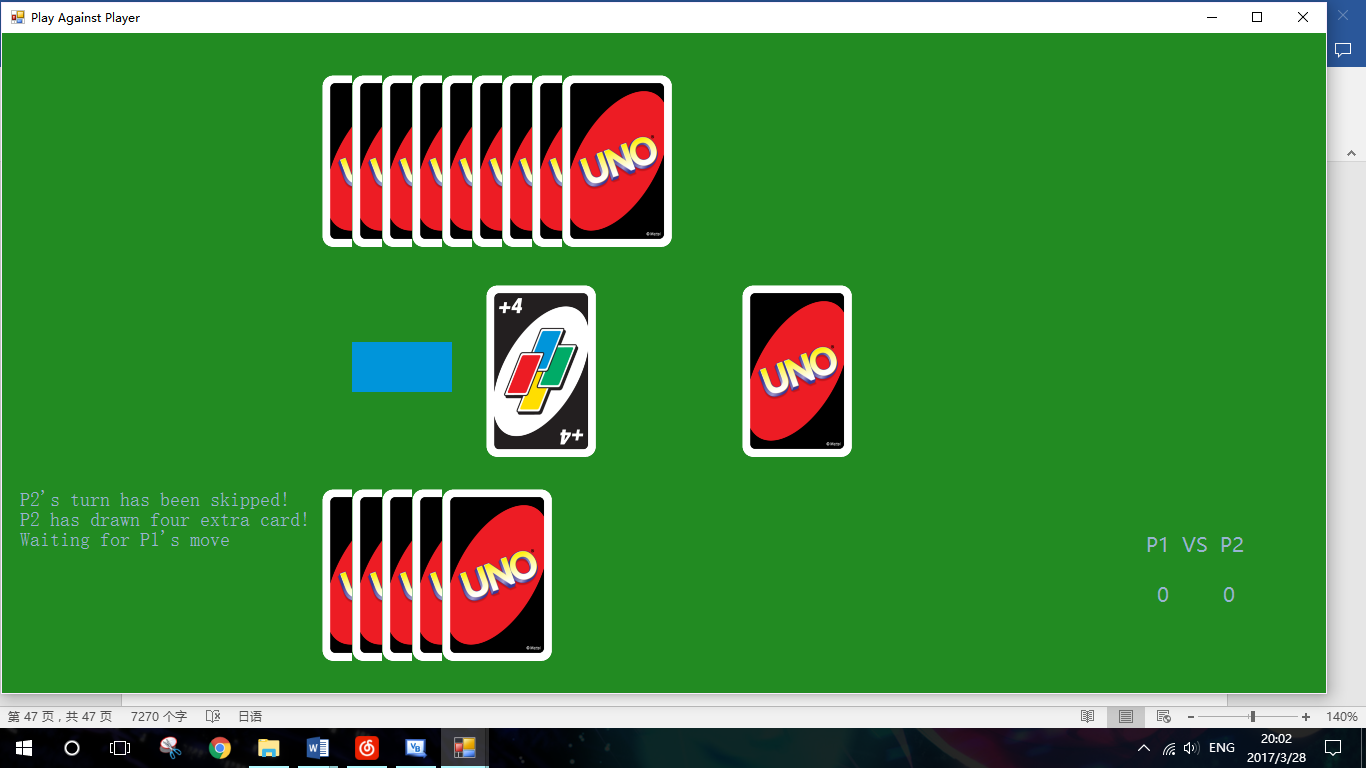 Play Against Player
UNO
+4
+4
UNO
P2's turn has been skipped!
P2 has drawn four extra card!
Waiting for P1's move
UNO
P1 VS P2
0 0
第 47 页，共 47 页 7270 个字 日语 140%
ENG
20:02
2017/3/28